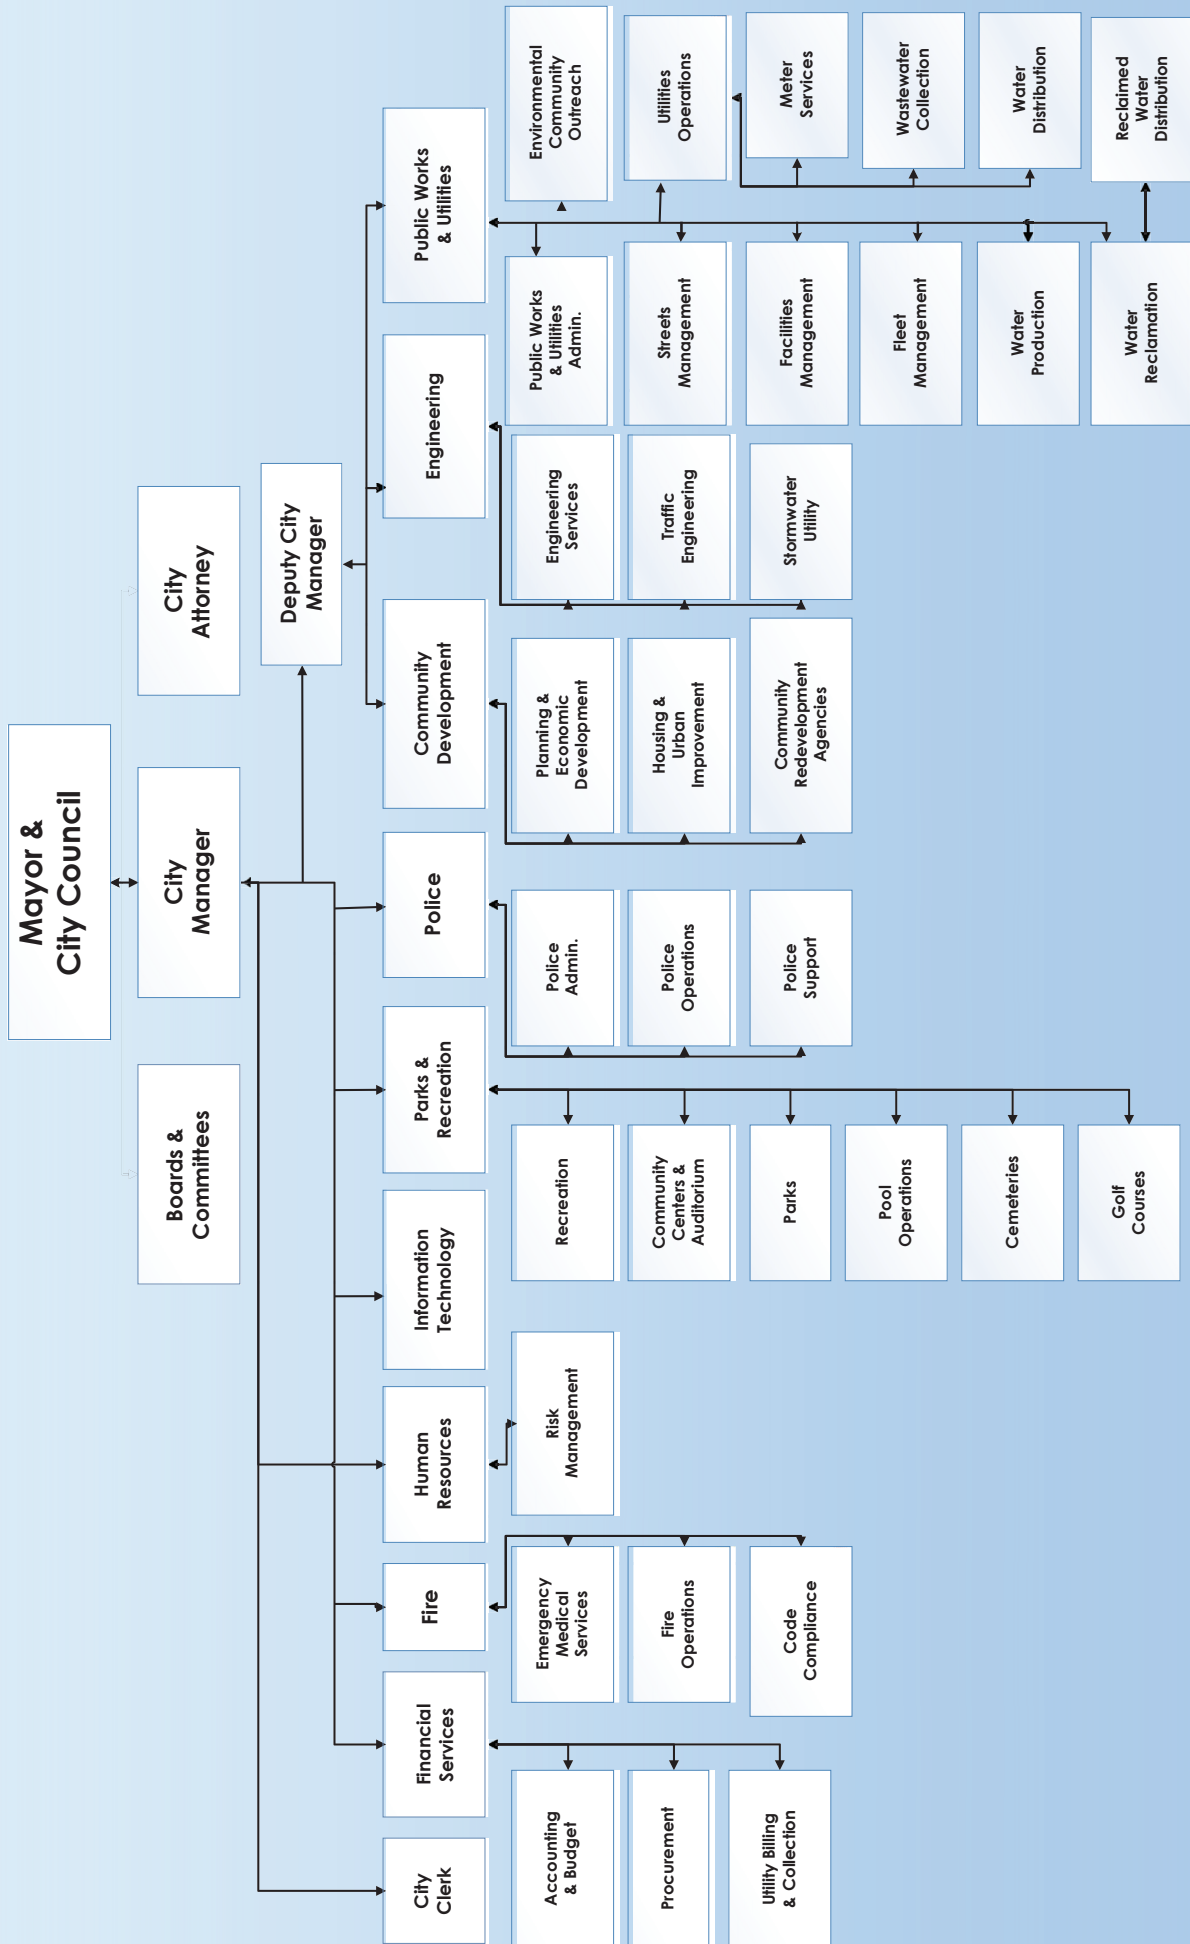 Mayor &
City Council
Boards &
Committees
City
Manager
City
Attorney
Deputy City
Manager
City
Clerk
Financial
Services
Fire
Human
Resources
Information
Technology
Parks &
Recreation
Police
Community
Development
Engineering
Public Works
& Utilities
Accounting
& Budget
Procurement
Utility Billing
& Collection
Emergency
Medical
Services
Fire
Operations
Code
Compliance
Risk
Management
Recreation
Community
Centers &
Auditorium
Parks
Pool
Operations
Cemeteries
Golf
Courses
Police
Admin.
Police
Operations
Police
Support
Planning &
Economic
Development
Housing &
Urban
Improvement
Community
Redevelopment
Agencies
Engineering
Services
Traffic
Engineering
Stormwater
Utility
Public Works
& Utilities
Admin.
Streets
Management
Facilities
Management
Fleet
Management
Water
Production
Water
Reclamation
Environmental
Community
Outreach
Utilities
Operations
Meter
Services
Wastewater
Collection
Water
Distribution
Reclaimed
Water
Distribution